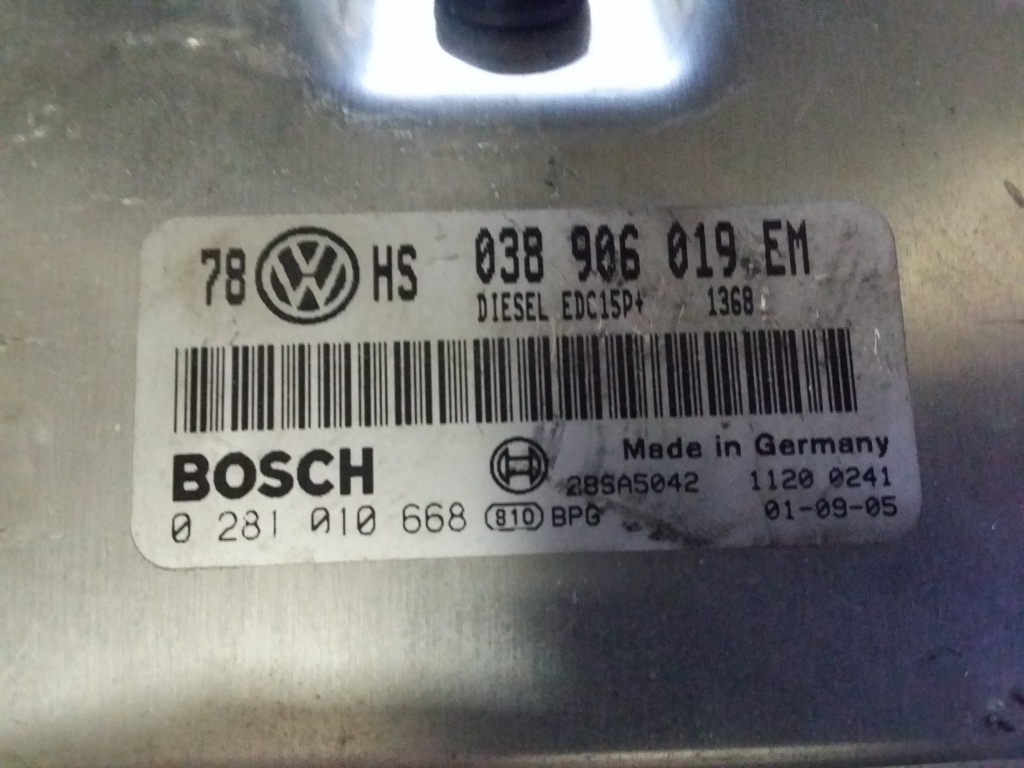 78 HS 038 906 019 EM
DIESEL EDC15P+ 1368
BOSCH
Made in Germany
28SA5042 1120 0241
0 281 010 668 810 BPG 01-09-05